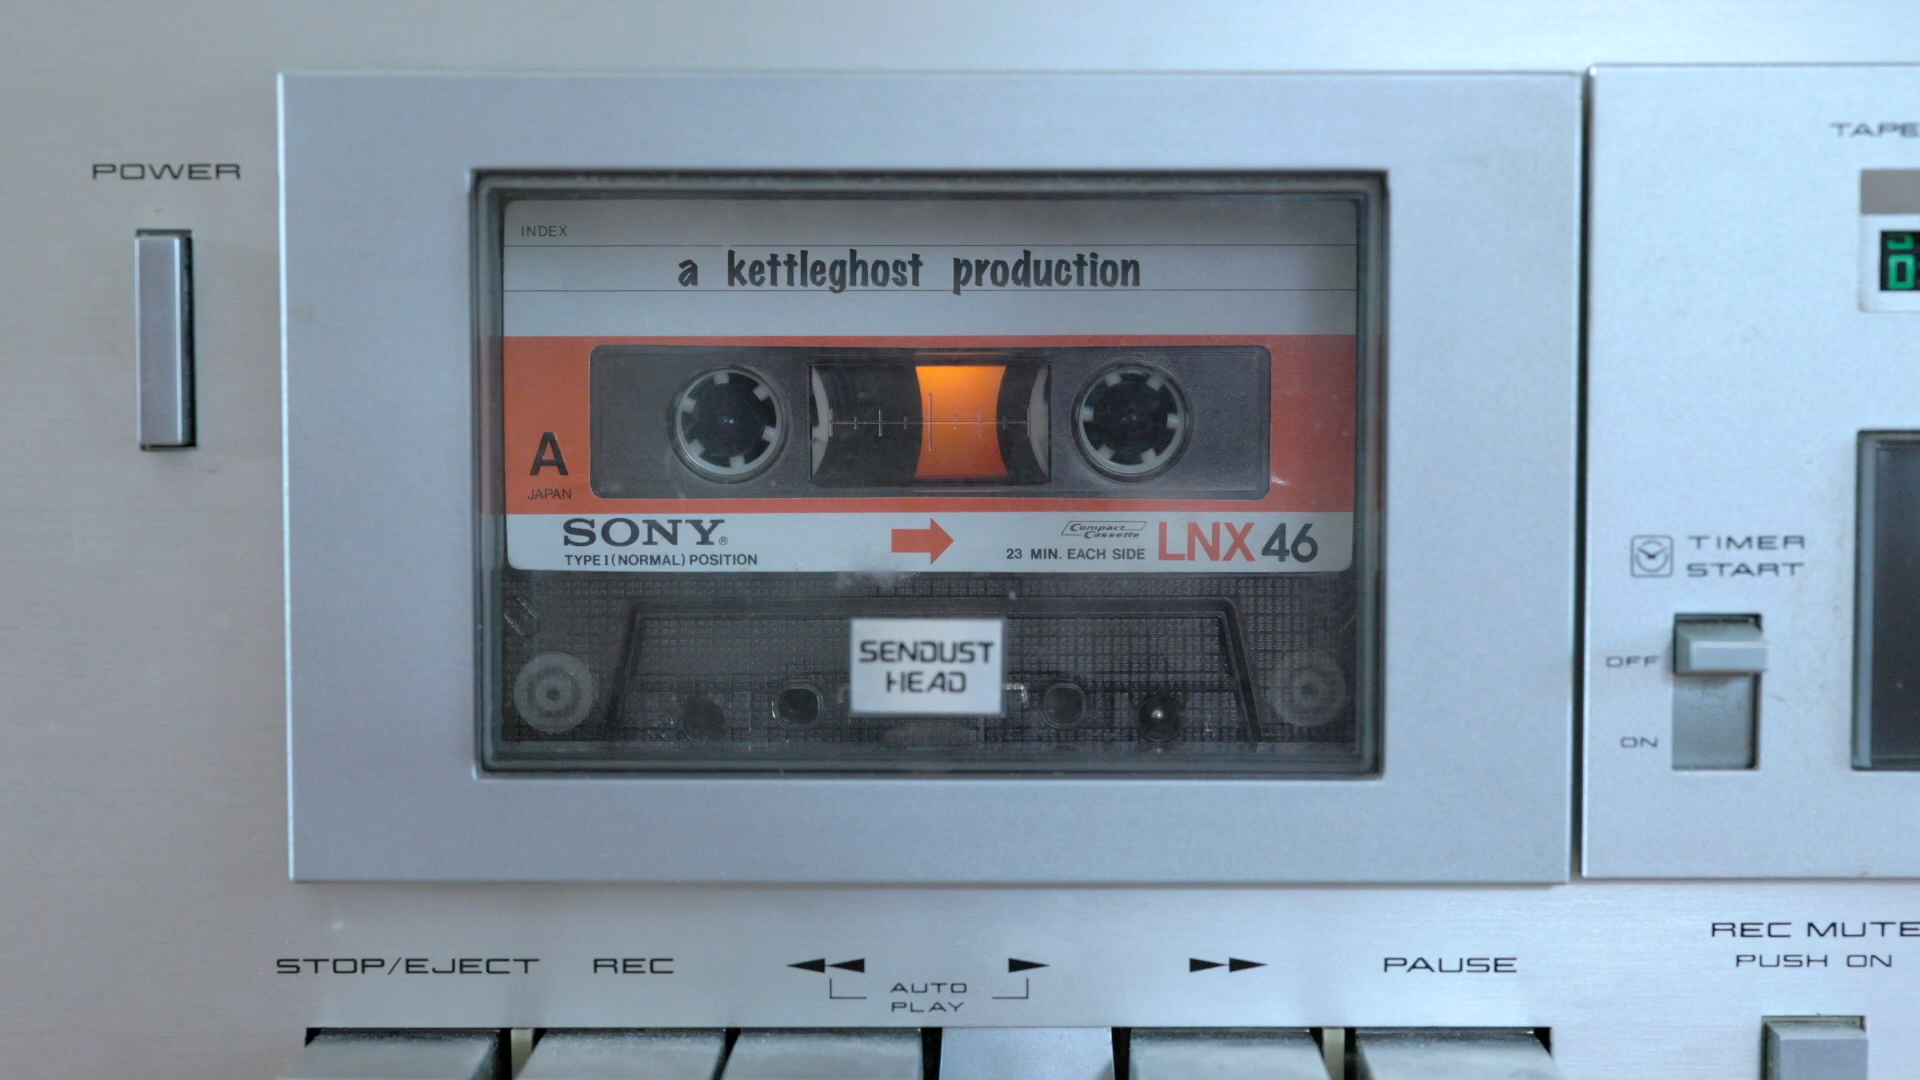 POWER
INDEX
a kettleghost production
A
JAPAN
SONY®
TYPE I (NORMAL) POSITION
Compact
Cassette
23 MIN. EACH SIDE
LNX 46
SENDUST
HEAD
TAPE
TIMER
START
OFF
ON
STOP/EJECT
REC
AUTO
PLAY
PAUSE
REC MUTE
PUSH ON